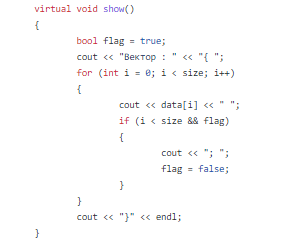 virtual void show()
{
bool flag = true;
cout << "Вектор : " << "{ ";
for (int i = 0; i < size; i++)
{
cout << data[i] << " ";
if (i < size && flag)
{
cout << "; ";
flag = false;
}
}
cout << "}" << endl;
}